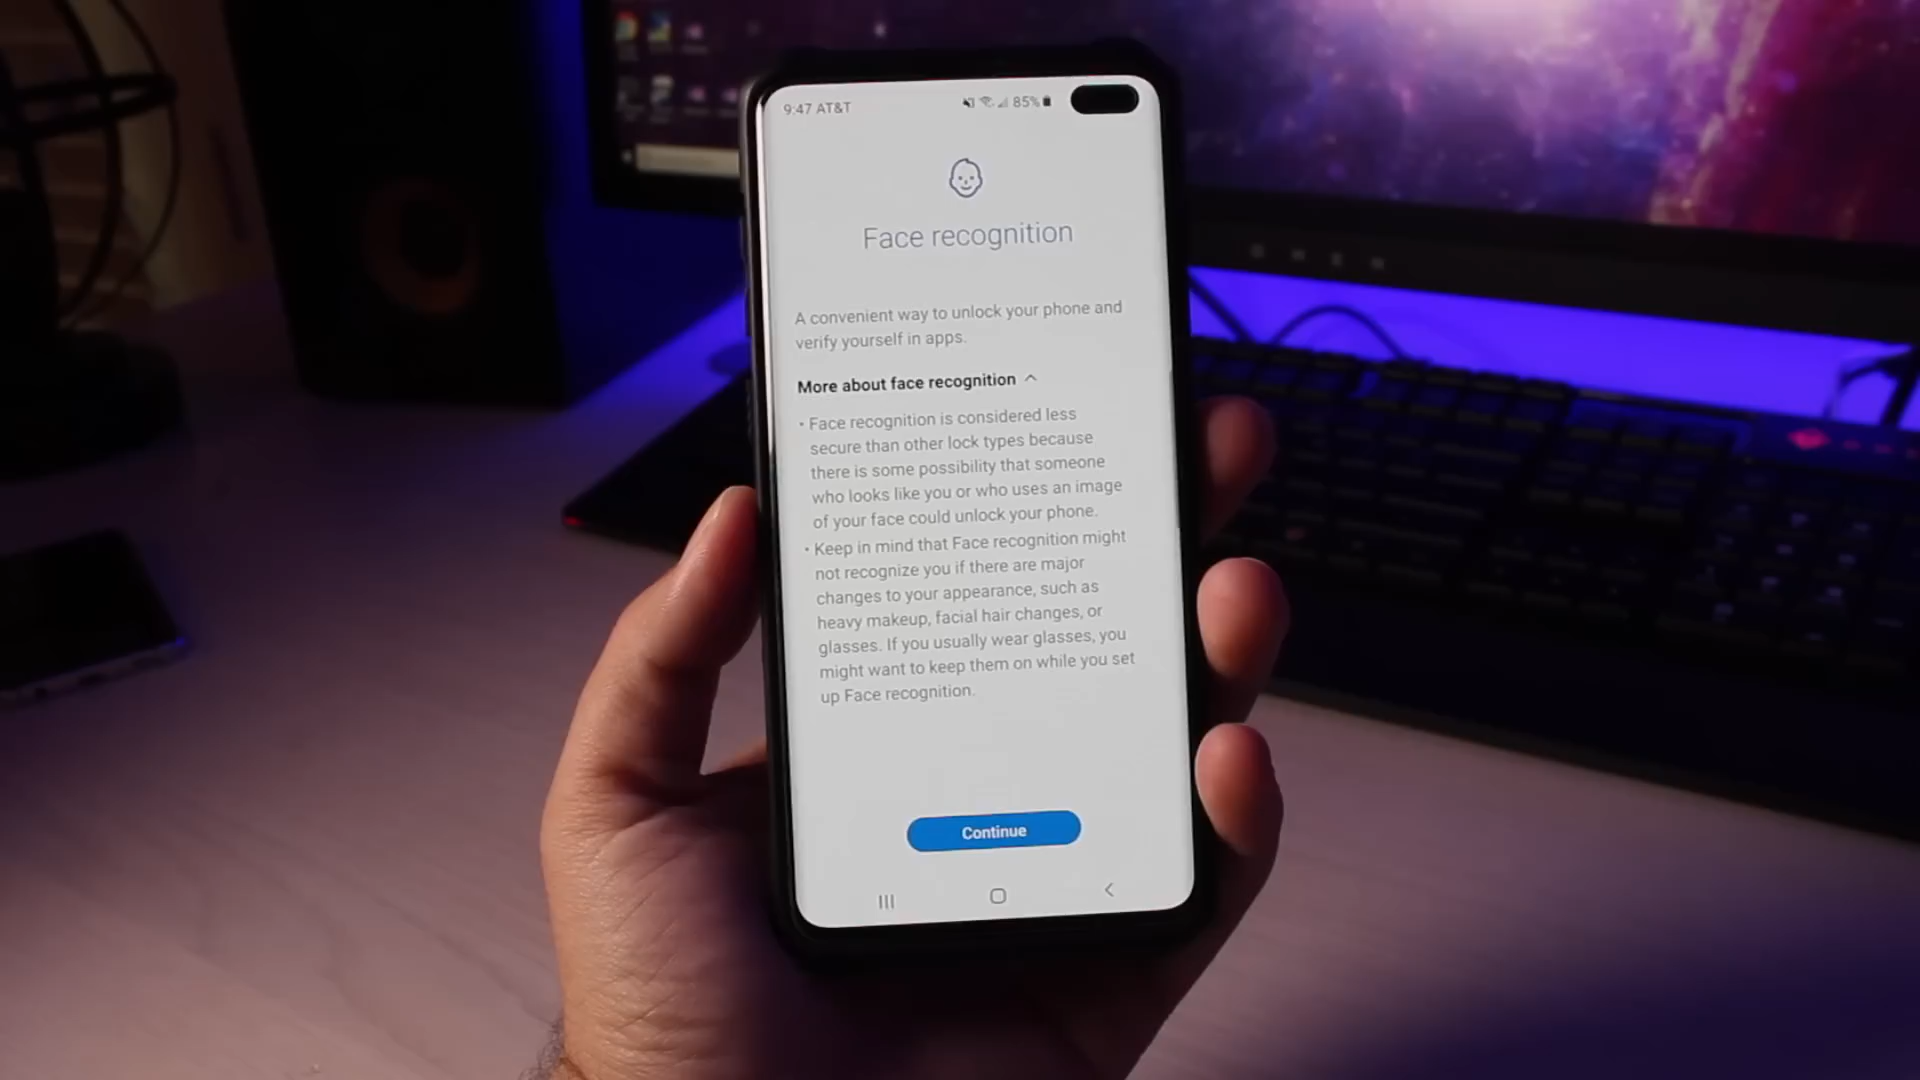 9:47 AT&T 85%
Face recognition
A convenient way to unlock your phone and
verify yourself in apps.
More about face recognition
• Face recognition is considered less
secure than other lock types because
there is some possibility that someone
who looks like you or who uses an image
of your face could unlock your phone.
• Keep in mind that Face recognition might
not recognize you if there are major
changes to your appearance, such as
heavy makeup, facial hair changes, or
glasses. If you usually wear glasses, you
might want to keep them on while you set
up Face recognition.
Continue